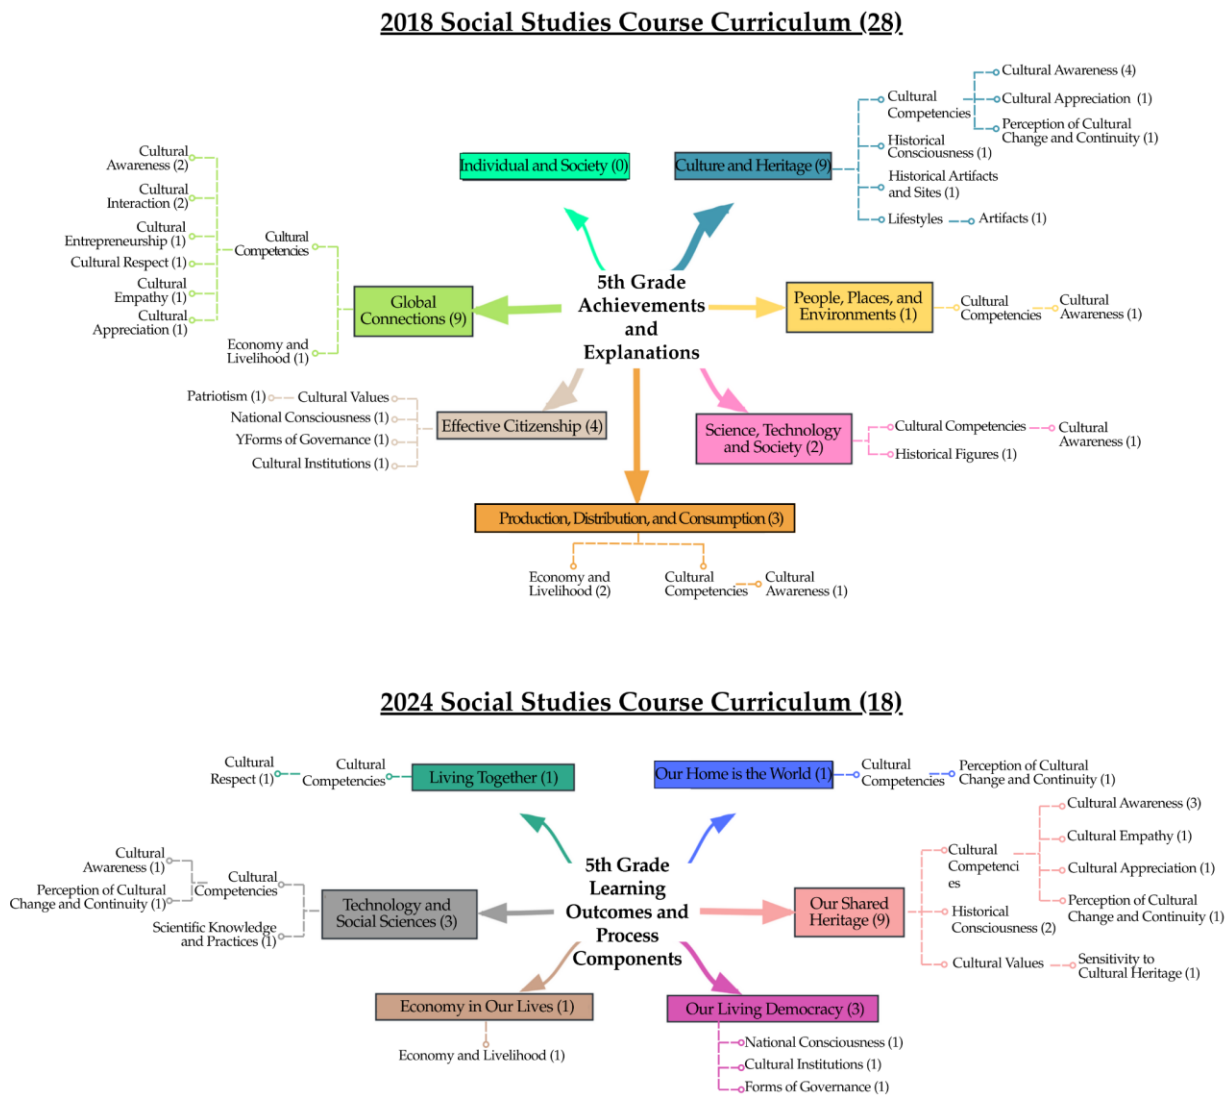 2018 Social Studies Course Curriculum (28)
Cultural Awareness (4)
Cultural
Competencies
Cultural Appreciation (1)
Perception of Cultural
Change and Continuity (1)
Historical
Consciousness (1)
Historical Artifacts
and Sites (1)
Lifestyles
Artifacts (1)
Individual and Society (0)
Culture and Heritage (9)
Cultural
Awareness (2)
Cultural
Interaction (2)
Cultural
Entrepreneurship (1)
Cultural Respect (1)
Cultural
Empathy (1)
Cultural
Appreciation (1)
Cultural
Competencies
Economy and
Livelihood (1)
Global
Connections (9)
5th Grade
Achievements
and
Explanations
People, Places, and
Environments (1)
Cultural
Competencies
Cultural
Awareness (1)
Patriotism (1)
Cultural Values
National Consciousness (1)
YForms of Governance (1)
Cultural Institutions (1)
Effective Citizenship (4)
Science, Technology
and Society (2)
Cultural Competencies
Cultural
Awareness (1)
Historical Figures (1)
Production, Distribution, and Consumption (3)
Economy and
Livelihood (2)
Cultural
Competencies
Cultural
Awareness (1)
2024 Social Studies Course Curriculum (18)
Cultural
Respect (1)
Cultural
Competencies
Living Together (1)
Our Home is the World (1)
Cultural
Competencies
Perception of Cultural
Change and Continuity (1)
Cultural
Awareness (1)
Perception of Cultural
Change and Continuity (1)
Cultural
Competencies
Scientific Knowledge
and Practices (1)
Technology and
Social Sciences (3)
5th Grade
Learning
Outcomes and
Process
Components
Our Shared
Heritage (9)
Cultural
Competenci
es
Cultural Awareness (3)
Cultural Empathy (1)
Cultural Appreciation (1)
Perception of Cultural
Change and Continuity (1)
Historical
Consciousness (2)
Cultural Values
Sensitivity to
Cultural Heritage (1)
Economy in Our Lives (1)
Economy and Livelihood (1)
Our Living Democracy (3)
National Consciousness (1)
Cultural Institutions (1)
Forms of Governance (1)